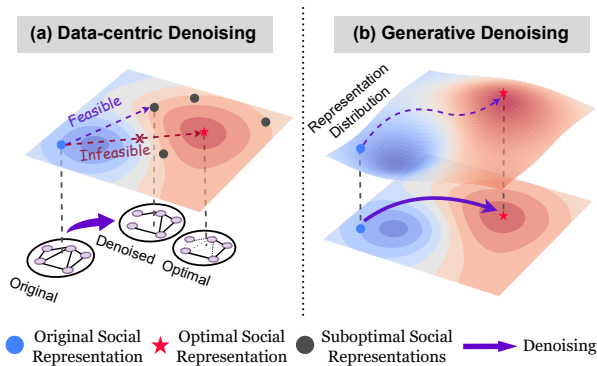 (a) Data-centric Denoising
Feasible
Infeasible
Original
Denoised
Optimal
(b) Generative Denoising
Representation
Distribution
Original Social
Representation
Optimal Social
Representation
Suboptimal Social
Representations
Denoising